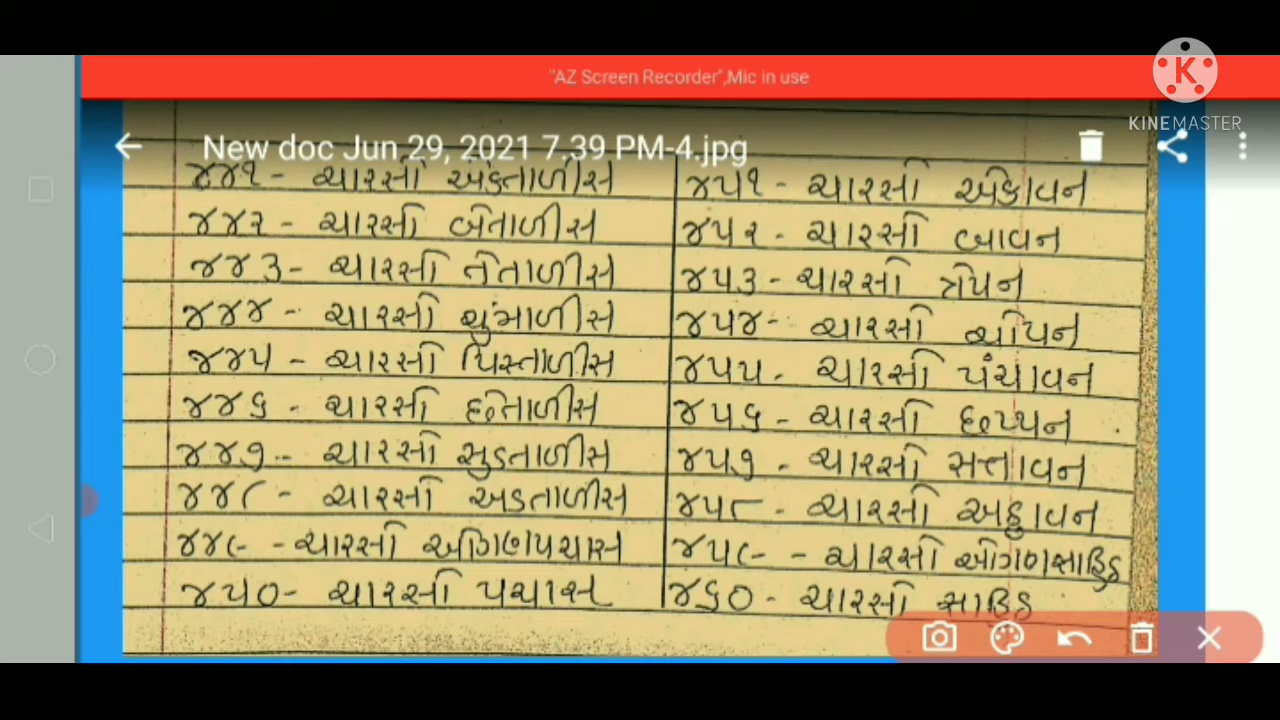 "AZ Screen Recorder",Mic in use
KINEMASTER
New doc Jun 29, 2021 7.39 PM-4.jpg
૪૪૧ - ચારસો એકતાળીસ
૪૪૨ - ચારસો બેતાળીસ
૪૪૩ - ચારસો તેતાળીસ
૪૪૪ - ચારસો ચુંમાળીસ
૪૪૫ - ચારસો પિસ્તાળીસ
૪૪૬ - ચારસો છેતાળીસ
૪૪૭ - ચારસો સુડતાળીસ
૪૪૮ - ચારસો અડતાળીસ
૪૪૯ - ચારસો ઓગણપચાસ
૪૫૦ - ચારસો પચાસ
૪૫૧ - ચારસો એકાવન
૪૫૨ - ચારસો બાવન
૪૫૩ - ચારસો ત્રેપન
૪૫૪ - ચારસો ચોપન
૪૫૫ - ચારસો પંચાવન
૪૫૬ - ચારસો છપ્પન
૪૫૭ - ચારસો સત્તાવન
૪૫૮ - ચારસો અઠ્ઠાવન
૪૫૯ - ચારસો ઓગણસાઈઠ
૪૬૦ - ચારસો સાઈઠ